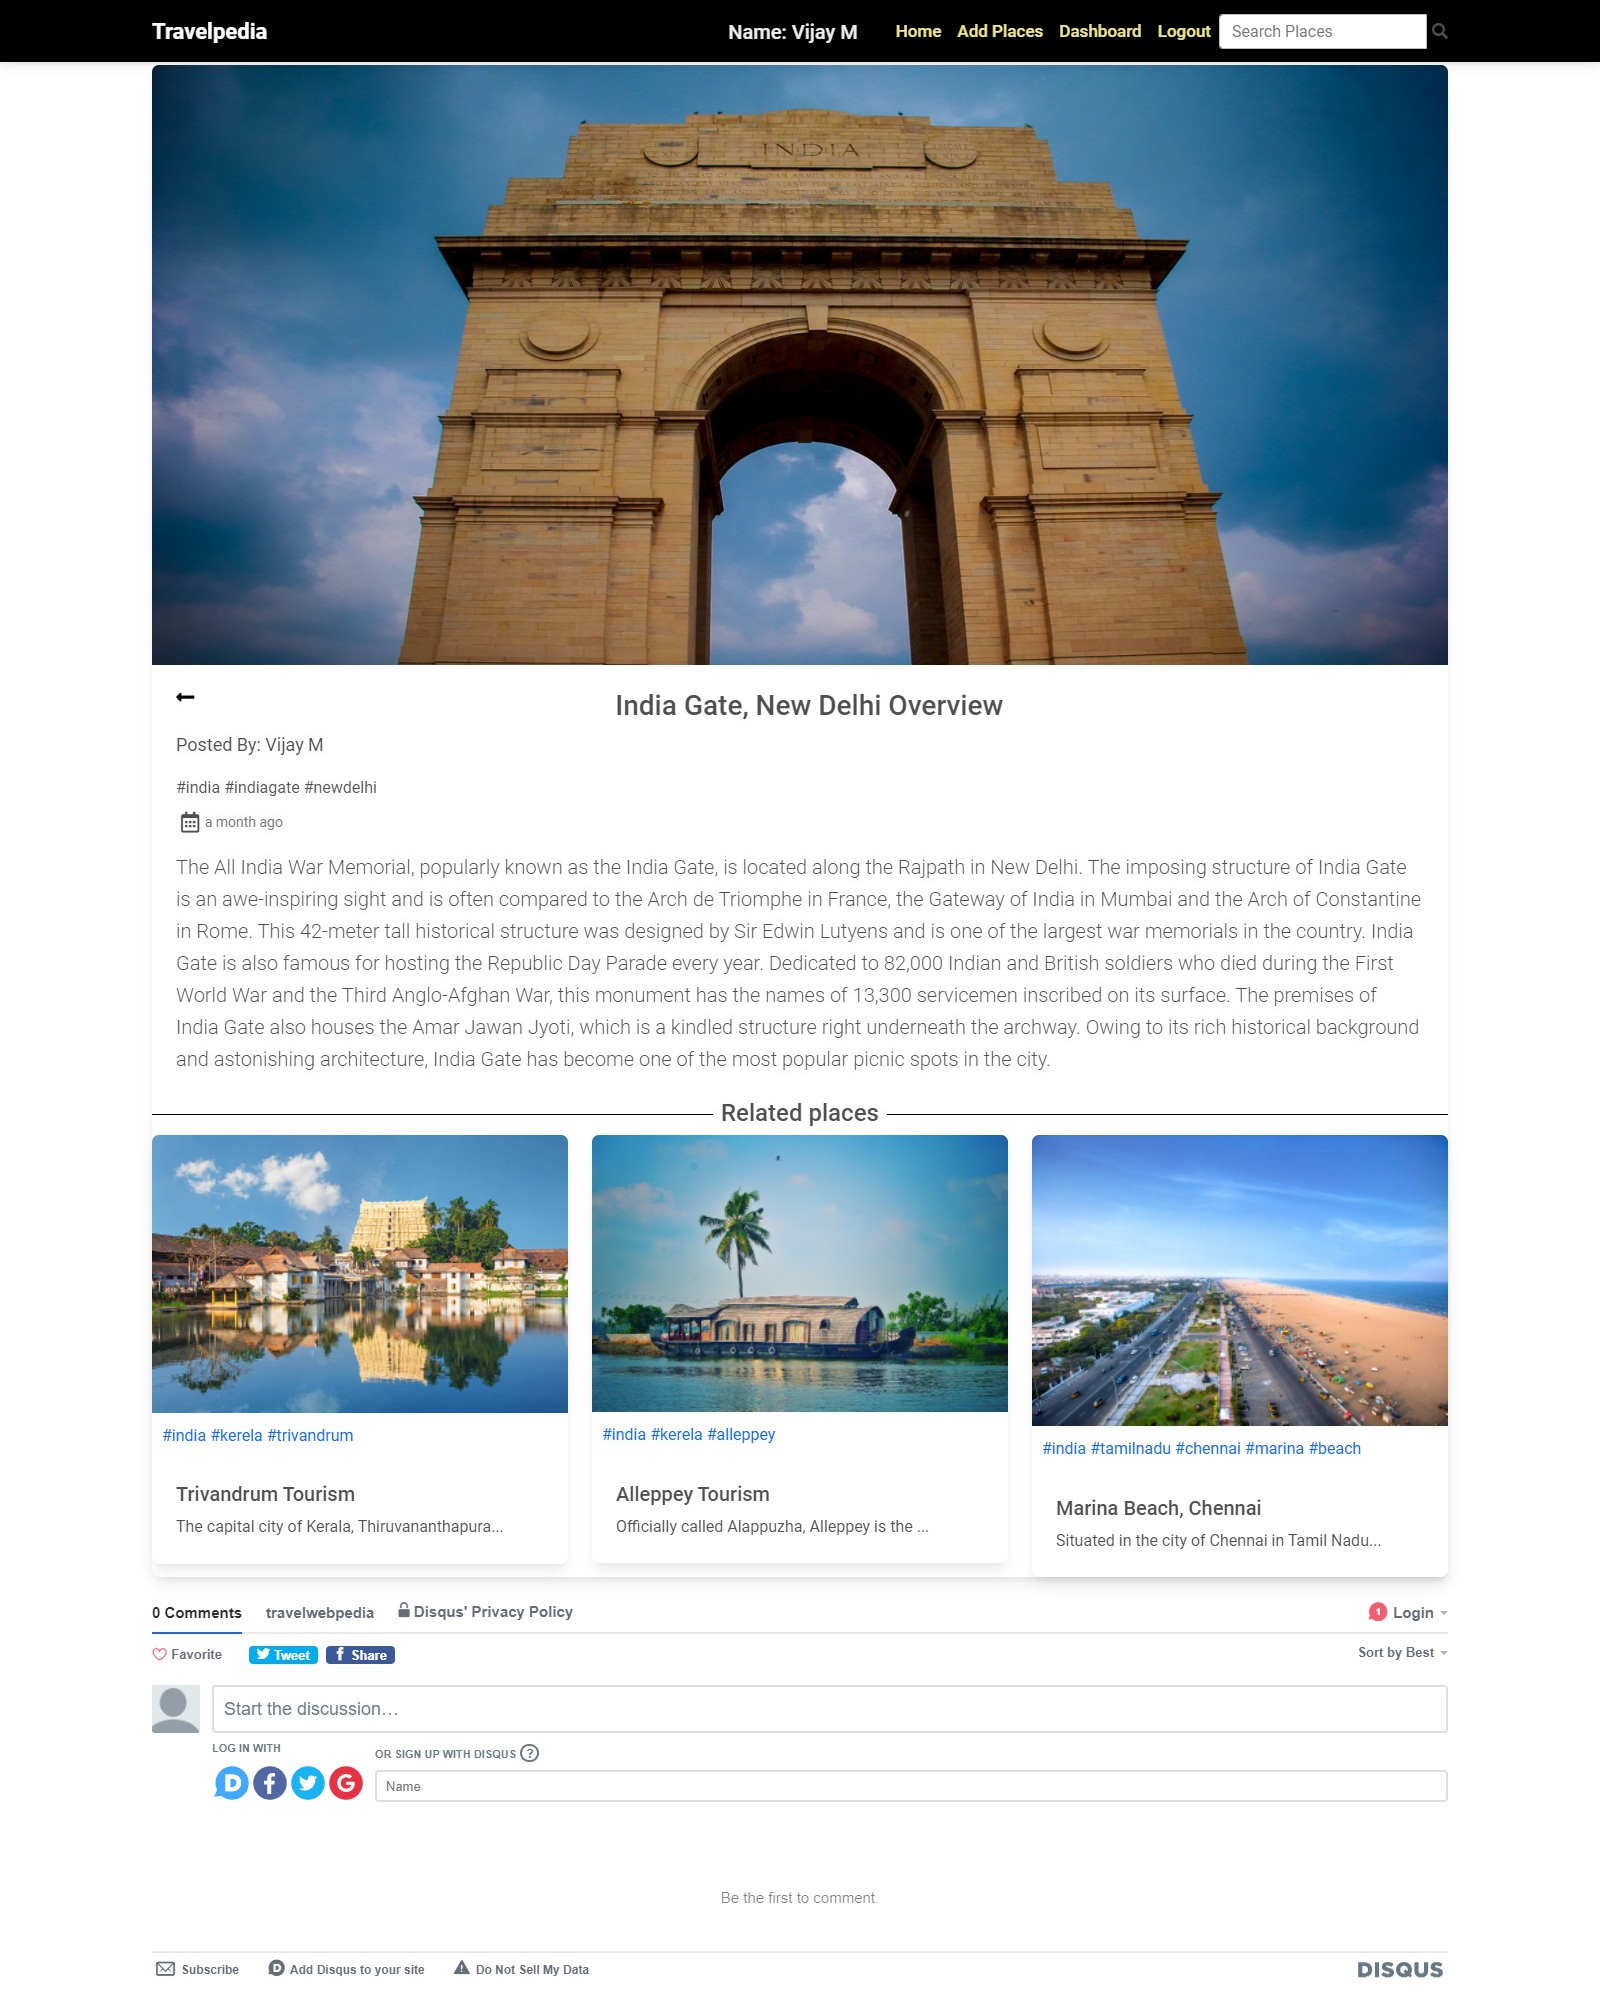 Travelpedia
Name: Vijay M
Home Add Places Dashboard Logout Search Places
INDIA
India Gate, New Delhi Overview
Posted By: Vijay M
#india #indiagate #newdelhi
a month ago
The All India War Memorial, popularly known as the India Gate, is located along the Rajpath in New Delhi. The imposing structure of India Gate
is an awe-inspiring sight and is often compared to the Arch de Triomphe in France, the Gateway of India in Mumbai and the Arch of Constantine
in Rome. This 42-meter tall historical structure was designed by Sir Edwin Lutyens and is one of the largest war memorials in the country. India
Gate is also famous for hosting the Republic Day Parade every year. Dedicated to 82,000 Indian and British soldiers who died during the First
World War and the Third Anglo-Afghan War, this monument has the names of 13,300 servicemen inscribed on its surface. The premises of
India Gate also houses the Amar Jawan Jyoti, which is a kindled structure right underneath the archway. Owing to its rich historical background
and astonishing architecture, India Gate has become one of the most popular picnic spots in the city.
Related places
#india #kerela #trivandrum
Trivandrum Tourism
The capital city of Kerala, Thiruvananthapura...
#india #kerela #alleppey
Alleppey Tourism
Officially called Alappuzha, Alleppey is the ...
#india #tamilnadu #chennai #marina #beach
Marina Beach, Chennai
Situated in the city of Chennai in Tamil Nadu...
0 Comments travelwebpedia Disqus' Privacy Policy
1 Login
Favorite Tweet Share
Sort by Best
Start the discussion…
LOG IN WITH
OR SIGN UP WITH DISQUS ?
Name
Be the first to comment.
Subscribe Add Disqus to your site Do Not Sell My Data
DISQUS